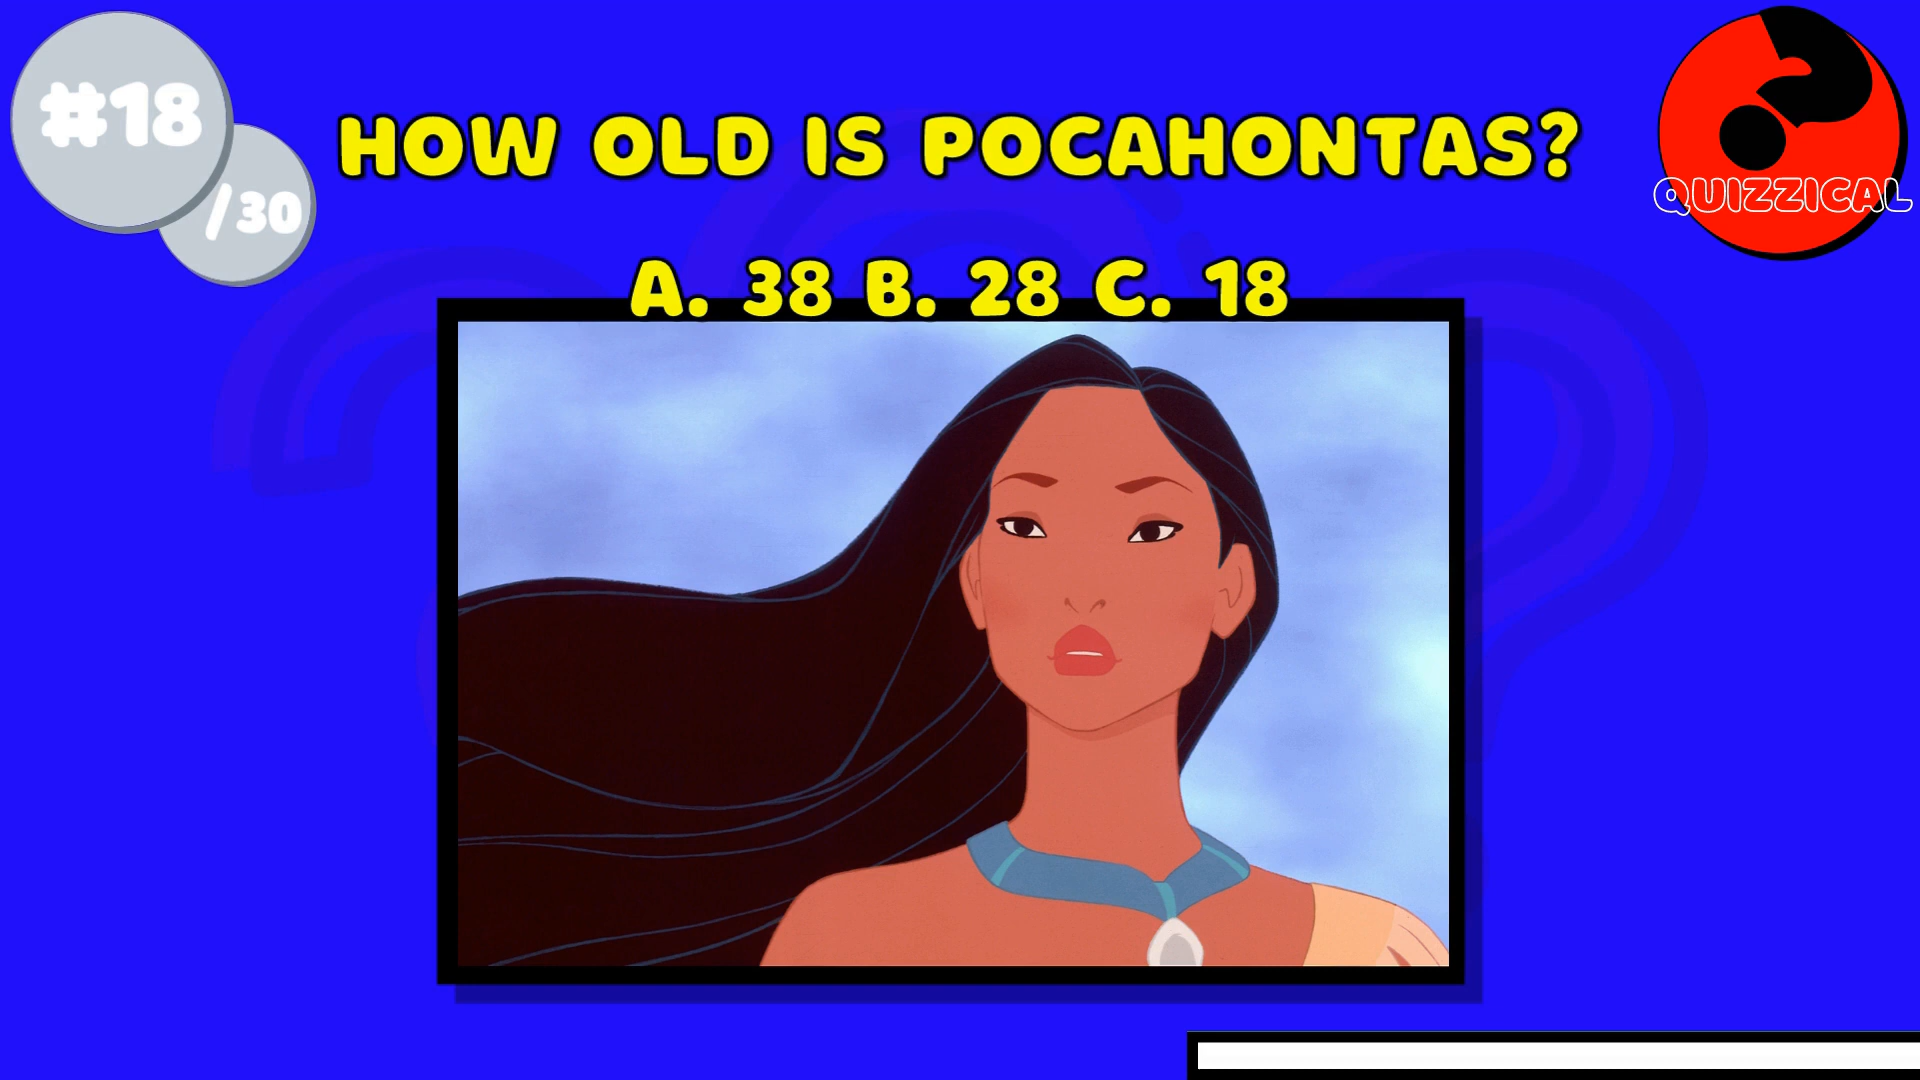 #18
/30
HOW OLD IS POCAHONTAS?
QUIZZICAL
A. 38 B. 28 C. 18